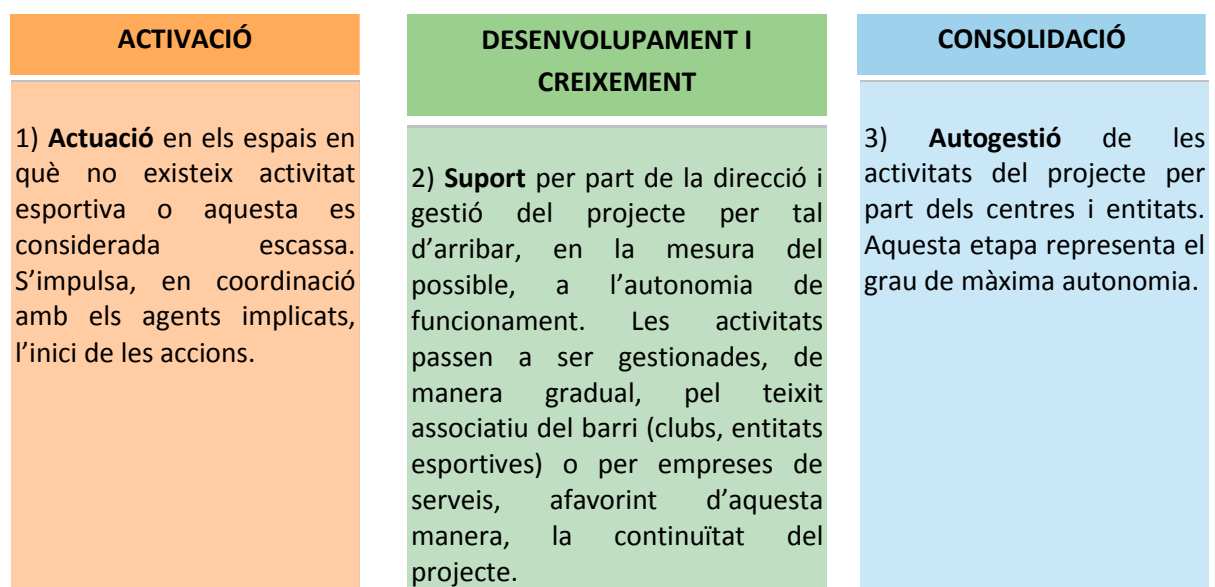 ACTIVACIÓ
1) Actuació en els espais en
què no existeix activitat
esportiva o aquesta es
considerada escassa.
S’impulsa, en coordinació
amb els agents implicats,
l’inici de les accions.
DESENVOLUPAMENT I
CREIXEMENT
2) Suport per part de la direcció i
gestió del projecte per tal
d’arribar, en la mesura del
possible, a l’autonomia de
funcionament. Les activitats
passen a ser gestionades, de
manera gradual, pel teixit
associatiu del barri (clubs, entitats
esportives) o per empreses de
serveis, afavorint d’aquesta
manera, la continuïtat del
projecte.
CONSOLIDACIÓ
3) Autogestió de les
activitats del projecte per
part dels centres i entitats.
Aquesta etapa representa el
grau de màxima autonomia.